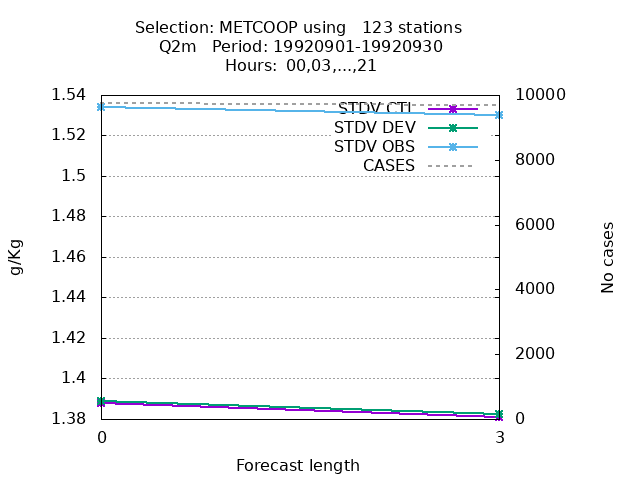 Selection: METCOOP using   123 stations
Q2m   Period: 19920901-19920930
Hours: 00,03,...,21
1.54
1.52
1.5
1.48
1.46
1.44
1.42
1.4
1.38
10000
8000
6000
4000
2000
0
g/Kg
No cases
STDV CTL
STDV DEV
STDV OBS
CASES
0
3
Forecast length